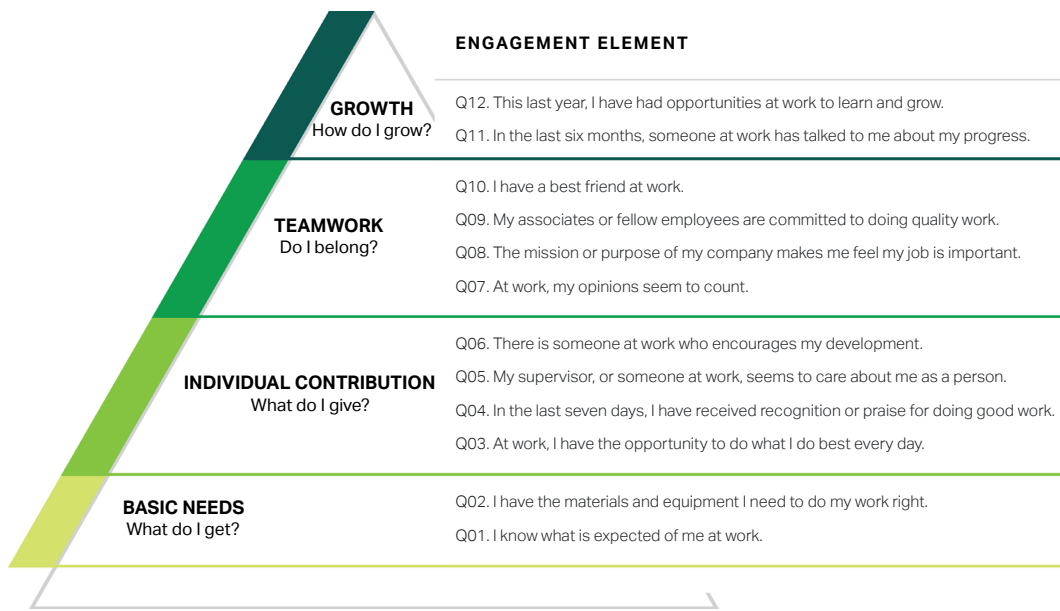 ENGAGEMENT ELEMENT
GROWTH
How do I grow?
Q12. This last year, I have had opportunities at work to learn and grow.
Q11. In the last six months, someone at work has talked to me about my progress.
TEAMWORK
Do I belong?
Q10. I have a best friend at work.
Q09. My associates or fellow employees are committed to doing quality work.
Q08. The mission or purpose of my company makes me feel my job is important.
Q07. At work, my opinions seem to count.
INDIVIDUAL CONTRIBUTION
What do I give?
Q06. There is someone at work who encourages my development.
Q05. My supervisor, or someone at work, seems to care about me as a person.
Q04. In the last seven days, I have received recognition or praise for doing good work.
Q03. At work, I have the opportunity to do what I do best every day.
BASIC NEEDS
What do I get?
Q02. I have the materials and equipment I need to do my work right.
Q01. I know what is expected of me at work.